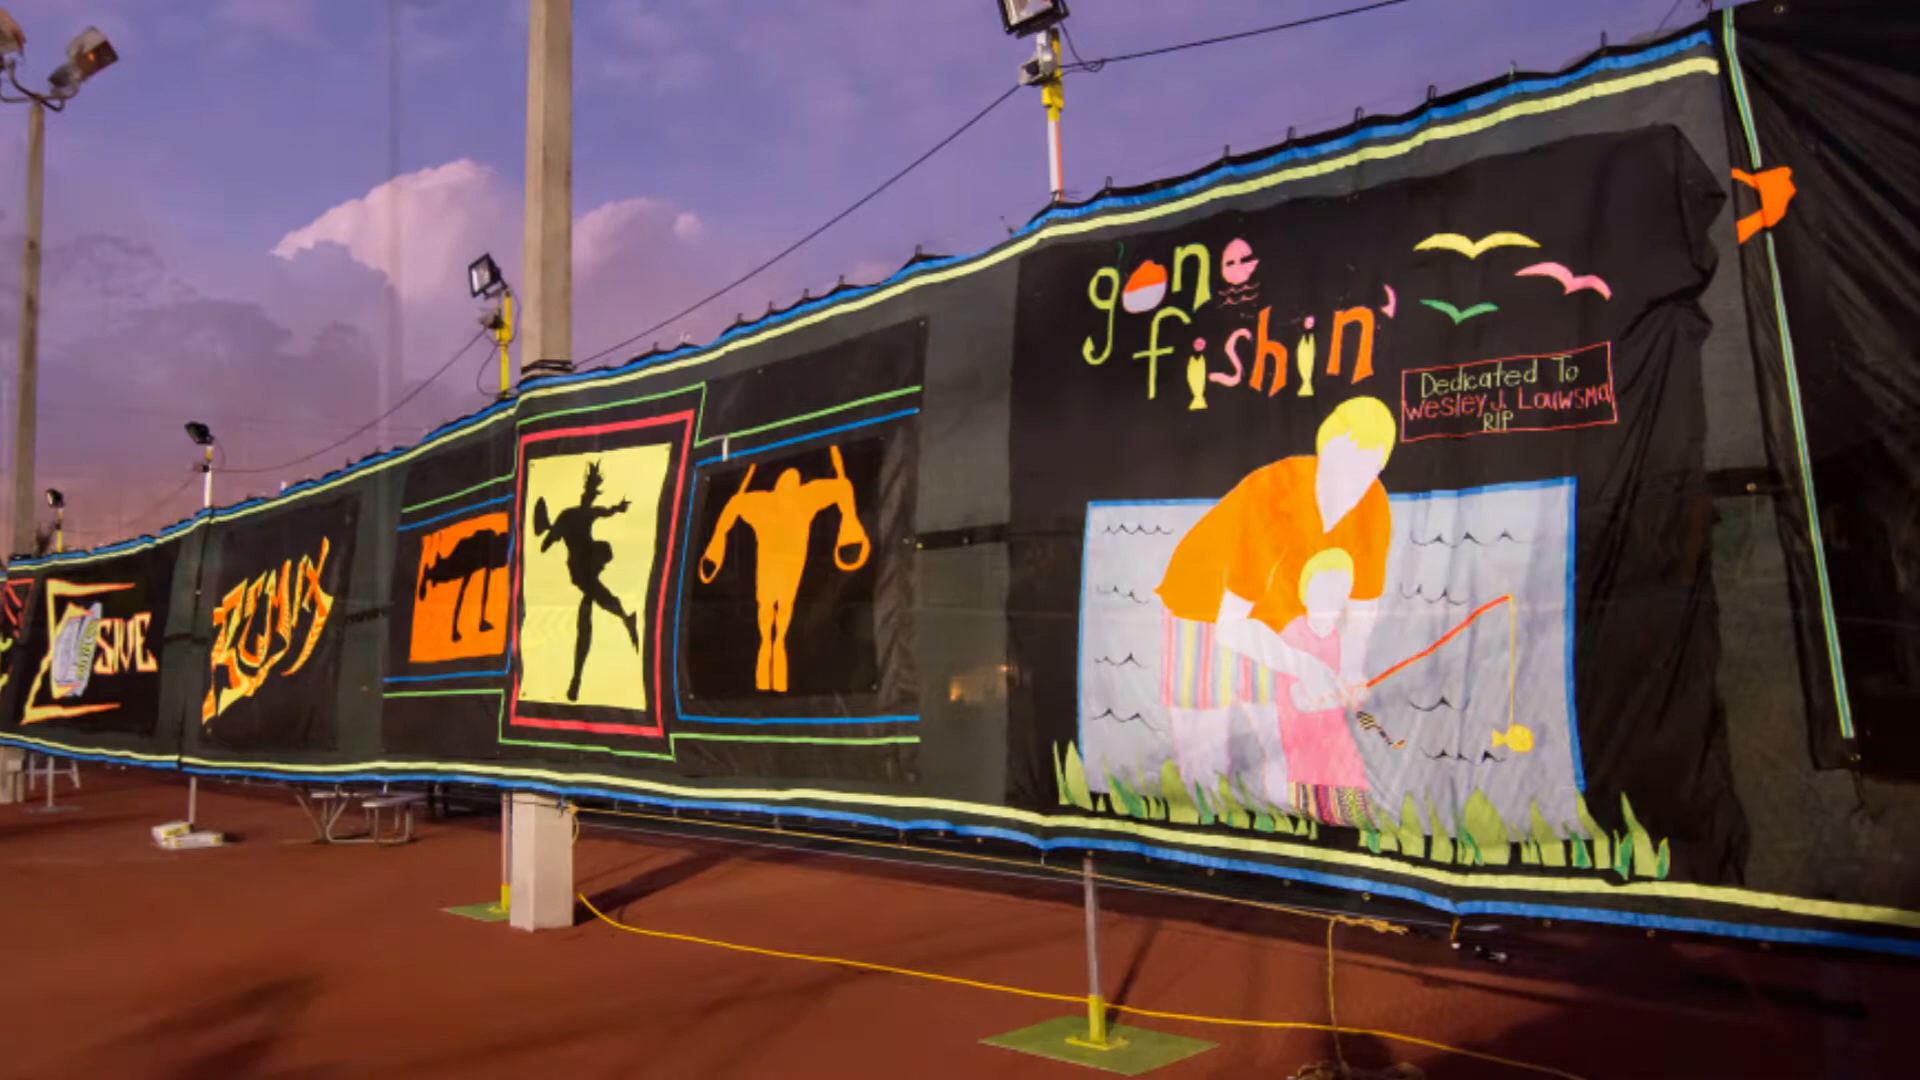 gone
fishin'
Dedicated To
Wesley J. Louwsma
RIP
REMIX
SIVE